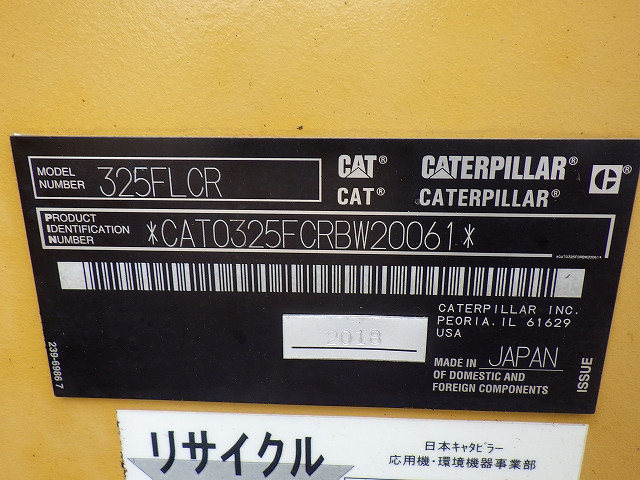 MODEL NUMBER 325FLCR
CAT® CATERPILLAR®
CAT® CATERPILLAR®
PRODUCT IDENTIFICATION NUMBER *CAT0325FCRBW20061*
*CAT0325FCRBW20061*
CATERPILLAR INC.
PEORIA. IL 61629
USA
2018
MADE IN JAPAN
OF DOMESTIC AND
FOREIGN COMPONENTS
ISSUE
239-6986 7
リサイクル
日本キャタピラー
応用機・環境機器事業部